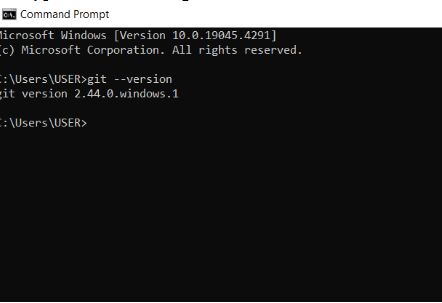 Command Prompt
Microsoft Windows [Version 10.0.19045.4291]
(c) Microsoft Corporation. All rights reserved.
C:\Users\USER>git --version
git version 2.44.0.windows.1
C:\Users\USER>